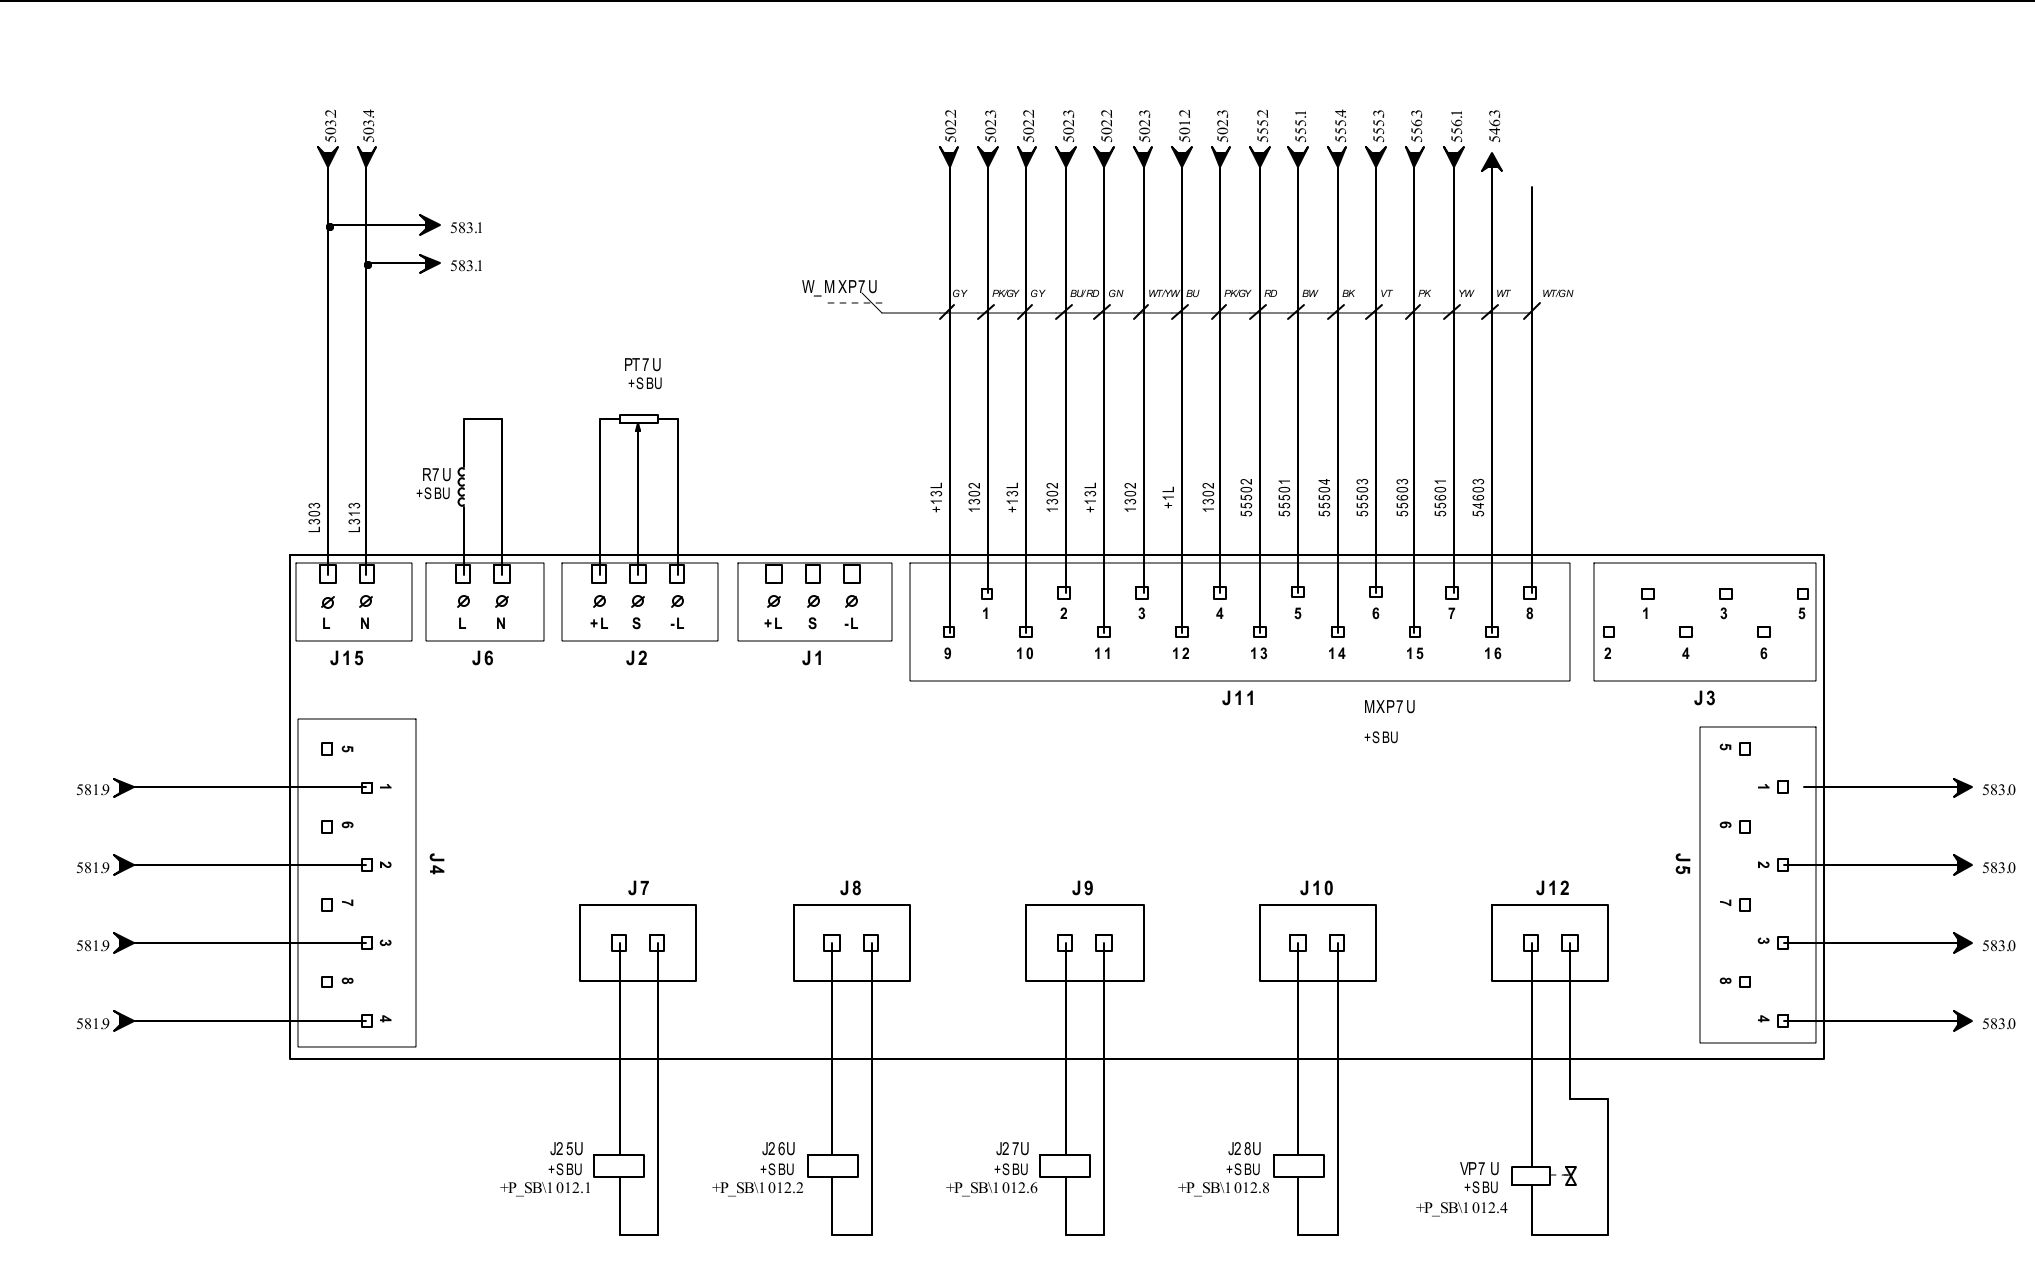 503.2 503.4 502.2 502.3 502.2 502.3 502.2 502.3 501.2 502.3 555.2 555.1 555.4 555.3 556.3 556.1 546.3
583.1
583.1
W_MXP7U GY PK/GY GY BU/RD GN WT/YW BU PK/GY RD BW BK VT PK YW WT WT/GN
PT7U
+SBU
R7U
+SBU
L303 L313 +13L 1302 +13L 1302 +13L 1302 +1L 1302 55502 55501 55504 55503 55603 55601 54603
L N L N +L S -L +L S -L
1 2 3 4 5 6 7 8
9 10 11 12 13 14 15 16
1 3 5
2 4 6
J15 J6 J2 J1 J11 J3
MXP7U
+SBU
5 5
581.9 1 1 583.0
6 6
581.9 2 J4 J5 2 583.0
7 7
J7 J8 J9 J10 J12
581.9 3 3 583.0
8 8
581.9 4 4 583.0
J25U J26U J27U J28U VP7U
+SBU +SBU +SBU +SBU +SBU
+P_SB\1012.1 +P_SB\1012.2 +P_SB\1012.6 +P_SB\1012.8 +P_SB\1012.4